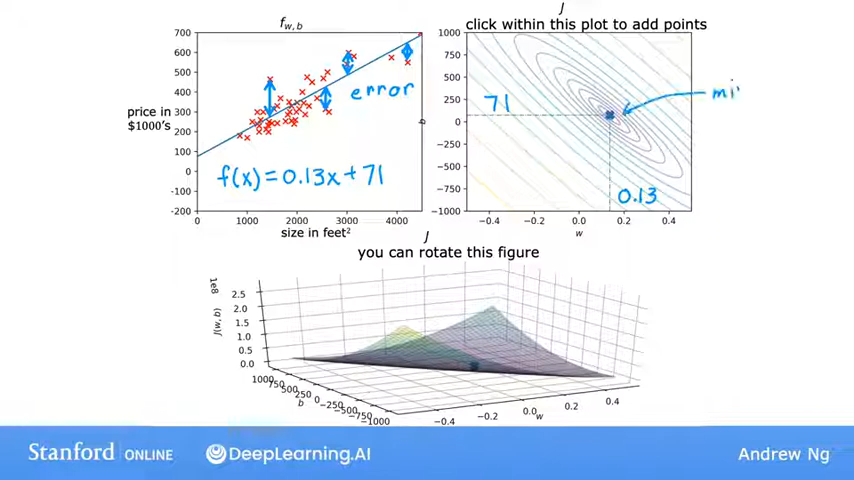 f w,b
700
600
500
400
300
200
100
0
-100
-200
price in
$1000's
error
f(x)=0.13x+71
0
1000
2000
3000
4000
size in feet²
J
click within this plot to add points
1000
750
500
250
0
−250
−500
−750
−1000
b
71
mi
0.13
−0.4
−0.2
0.0
0.2
0.4
w
J
you can rotate this figure
1e8
2.5
2.0
1.5
1.0
0.5
0.0
J(w, b)
1000
750
500
250
0
−250
−500
−750
−1000
b
−0.4
−0.2
0.0
0.2
0.4
w
Stanford ONLINE
DeepLearning.AI
Andrew Ng